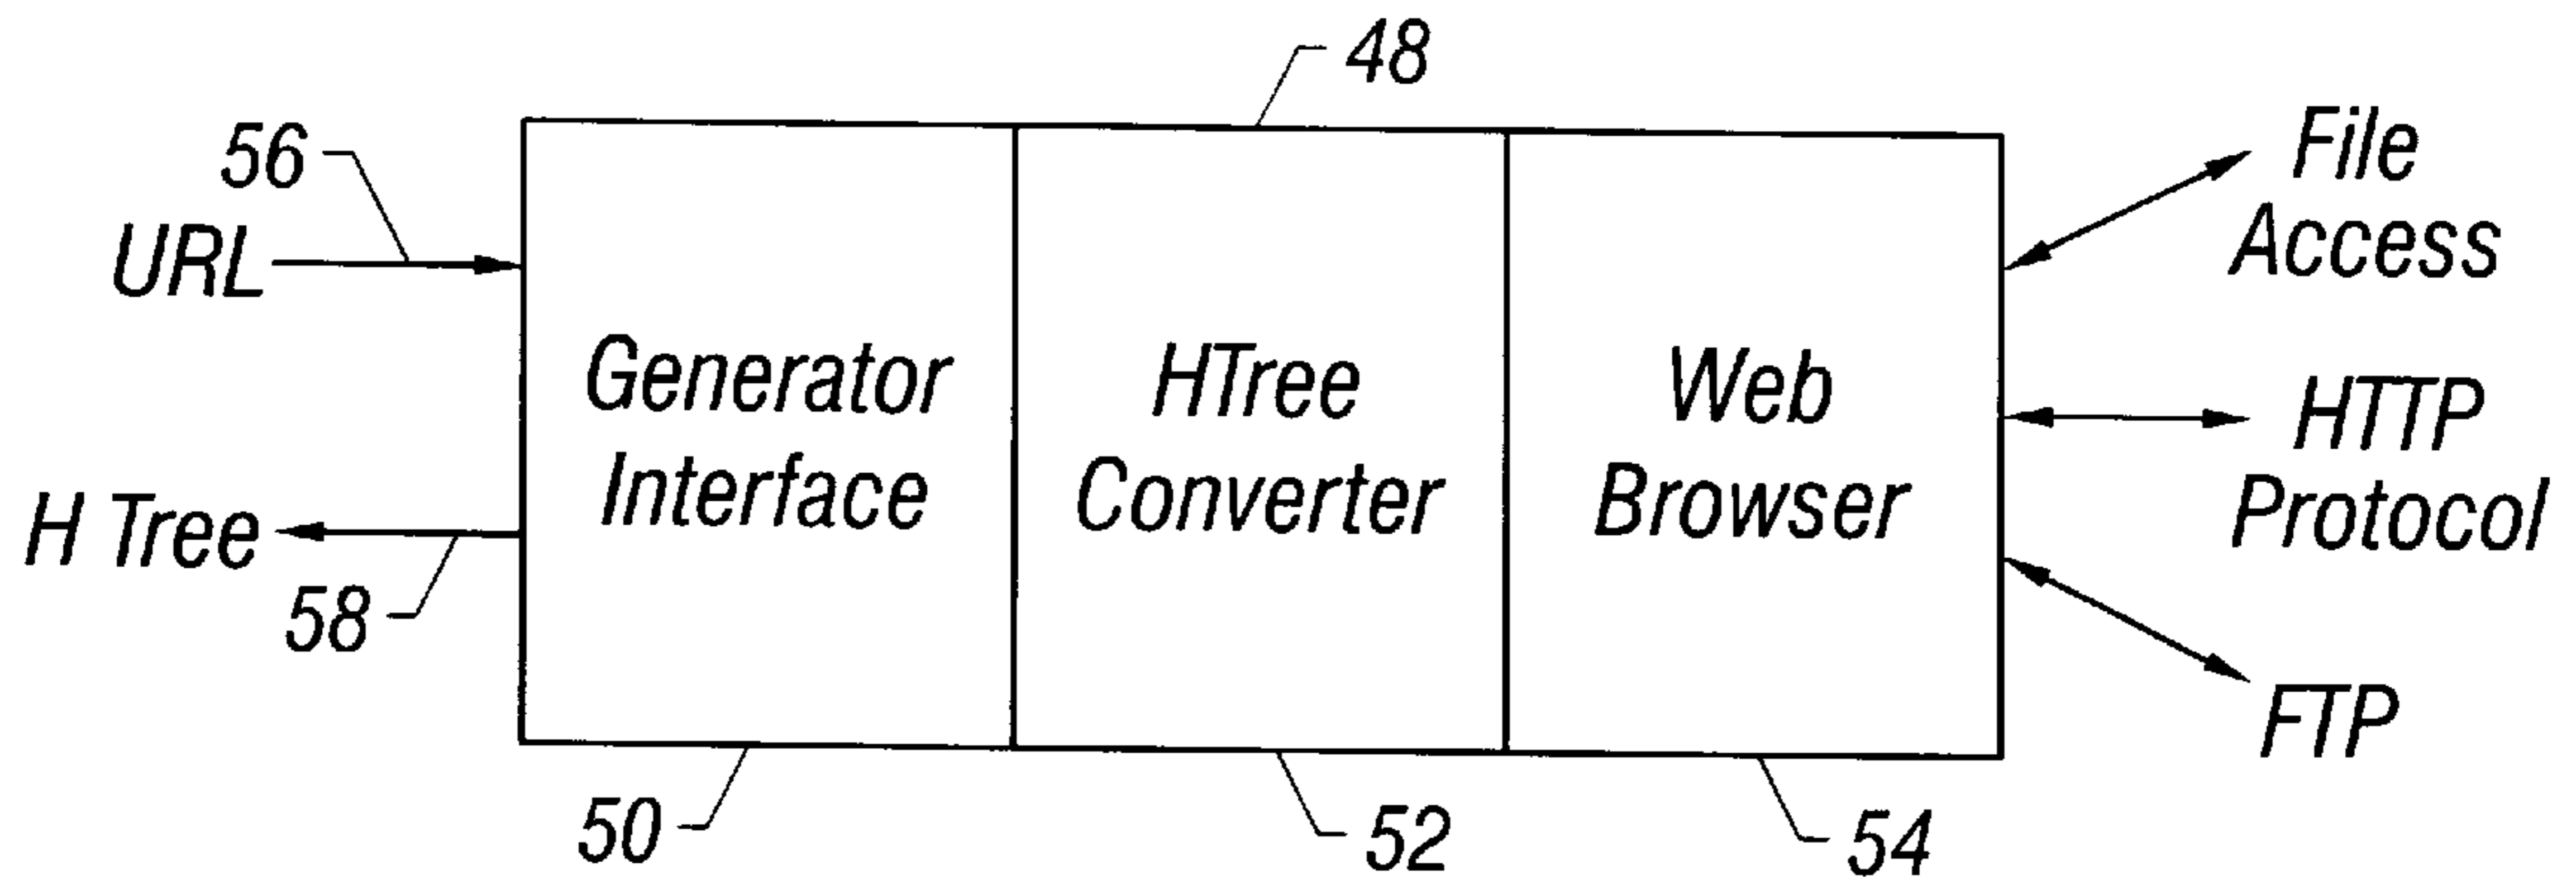 48
56
URL
H Tree
58
Generator
Interface
HTree
Converter
Web
Browser
File
Access
HTTP
Protocol
FTP
50
52
54